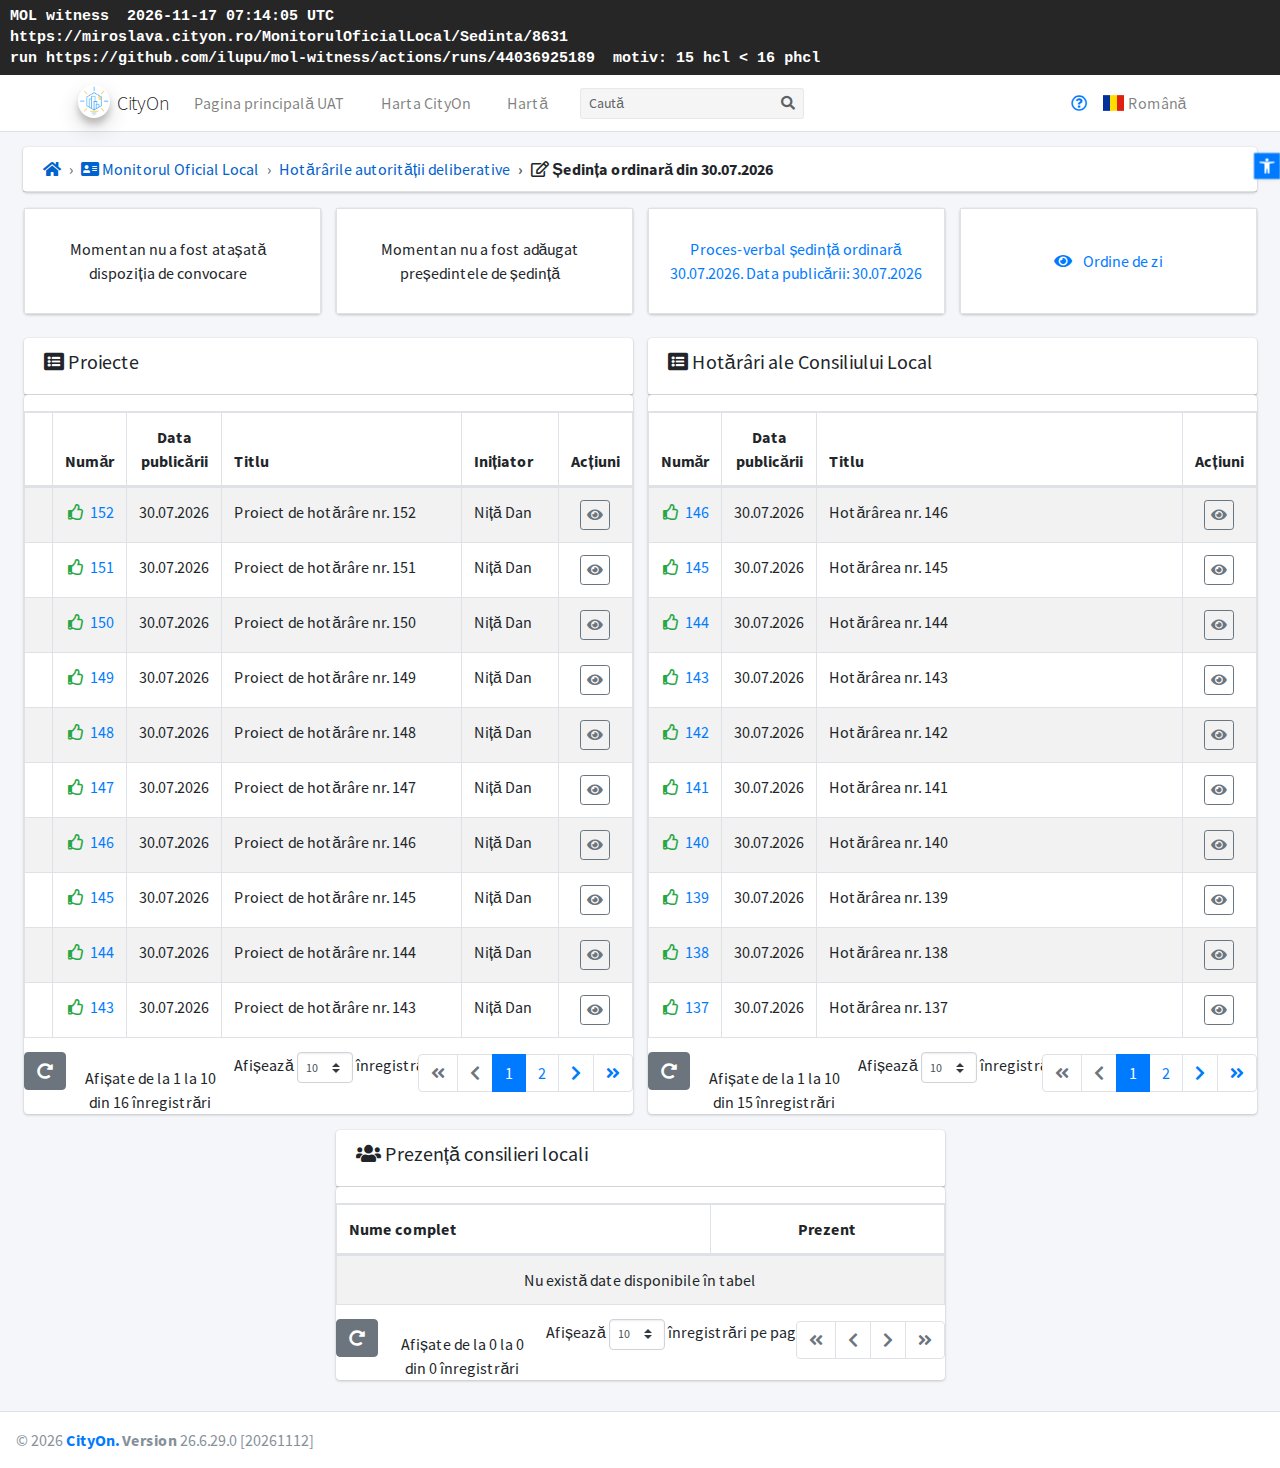 MOL witness  2026-11-17 07:14:05 UTC
https://miroslava.cityon.ro/MonitorulOficialLocal/Sedinta/8631
run https://github.com/ilupu/mol-witness/actions/runs/44036925189  motiv: 15 hcl < 16 phcl
CityOn Pagina principală UAT Harta CityOn Hartă Caută Română
› Monitorul Oficial Local › Hotărârile autorității deliberative › Ședința ordinară din 30.07.2026
Momentan nu a fost atașată
dispoziția de convocare
Momentan nu a fost adăugat
președintele de ședință
Proces-verbal ședință ordinară
30.07.2026. Data publicării: 30.07.2026
Ordine de zi
Proiecte
Număr Data publicării Titlu Inițiator Acțiuni
152 30.07.2026 Proiect de hotărâre nr. 152 Niță Dan
151 30.07.2026 Proiect de hotărâre nr. 151 Niță Dan
150 30.07.2026 Proiect de hotărâre nr. 150 Niță Dan
149 30.07.2026 Proiect de hotărâre nr. 149 Niță Dan
148 30.07.2026 Proiect de hotărâre nr. 148 Niță Dan
147 30.07.2026 Proiect de hotărâre nr. 147 Niță Dan
146 30.07.2026 Proiect de hotărâre nr. 146 Niță Dan
145 30.07.2026 Proiect de hotărâre nr. 145 Niță Dan
144 30.07.2026 Proiect de hotărâre nr. 144 Niță Dan
143 30.07.2026 Proiect de hotărâre nr. 143 Niță Dan
Afișate de la 1 la 10
din 16 înregistrări
Afișează 10 înregistră
1 2
Hotărâri ale Consiliului Local
Număr Data publicării Titlu Acțiuni
146 30.07.2026 Hotărârea nr. 146
145 30.07.2026 Hotărârea nr. 145
144 30.07.2026 Hotărârea nr. 144
143 30.07.2026 Hotărârea nr. 143
142 30.07.2026 Hotărârea nr. 142
141 30.07.2026 Hotărârea nr. 141
140 30.07.2026 Hotărârea nr. 140
139 30.07.2026 Hotărârea nr. 139
138 30.07.2026 Hotărârea nr. 138
137 30.07.2026 Hotărârea nr. 137
Afișate de la 1 la 10
din 15 înregistrări
Afișează 10 înregistră
1 2
Prezență consilieri locali
Nume complet Prezent
Nu există date disponibile în tabel
Afișate de la 0 la 0
din 0 înregistrări
Afișează 10 înregistrări pe pag
© 2026 CityOn. Version 26.6.29.0 [20261112]